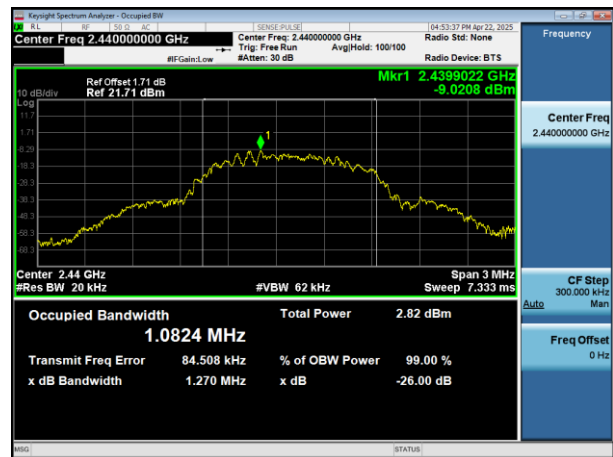 Keysight Spectrum Analyzer - Occupied BW
RL RF 50 Ω AC SENSE:PULSE 04:53:37 PM Apr 22, 2025
Center Freq 2.440000000 GHz Center Freq: 2.440000000 GHz Radio Std: None
Trig: Free Run Avg|Hold: 100/100
#IFGain:Low #Atten: 30 dB Radio Device: BTS
Frequency
Ref Offset 1.71 dB Mkr1 2.4399022 GHz
10 dB/div Ref 21.71 dBm -9.0208 dBm
Log
11.7
1.71
-8.29
-18.3
-28.3
-38.3
-48.3
-58.3
-68.3
1
Center 2.44 GHz Span 3 MHz
#Res BW 20 kHz #VBW 62 kHz Sweep 7.333 ms
Occupied Bandwidth Total Power 2.82 dBm
1.0824 MHz
Transmit Freq Error 84.508 kHz % of OBW Power 99.00 %
x dB Bandwidth 1.270 MHz x dB -26.00 dB
Center Freq
2.440000000 GHz
CF Step
300.000 kHz
Auto Man
Freq Offset
0 Hz
MSG STATUS